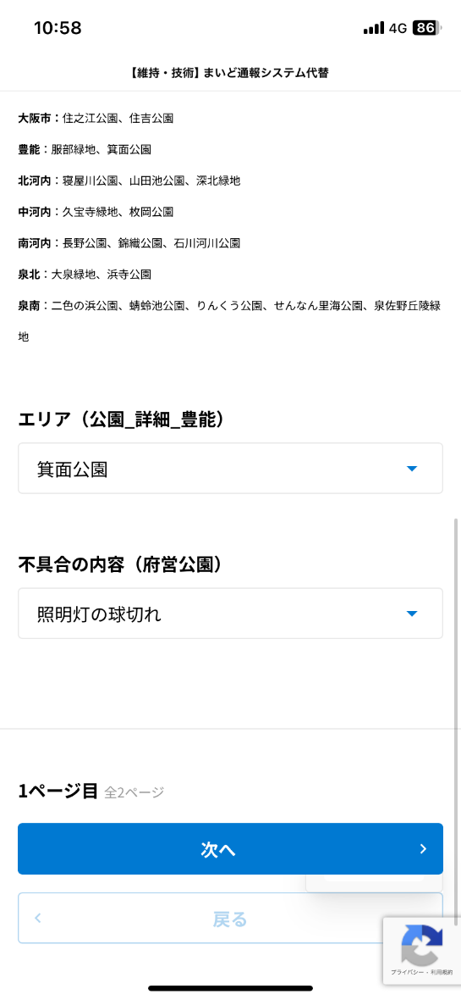 10:58
4G 86
【維持・技術】まいど通報システム代替
大阪市：住之江公園、住吉公園
豊能：服部緑地、箕面公園
北河内：寝屋川公園、山田池公園、深北緑地
中河内：久宝寺緑地、枚岡公園
南河内：長野公園、錦織公園、石川河川公園
泉北：大泉緑地、浜寺公園
泉南：二色の浜公園、蜻蛉池公園、りんくう公園、せんなん里海公園、泉佐野丘陵緑
地
エリア（公園_詳細_豊能）
箕面公園
不具合の内容（府営公園）
照明灯の球切れ
1ページ目 全2ページ
次へ
戻る
プライバシー - 利用規約